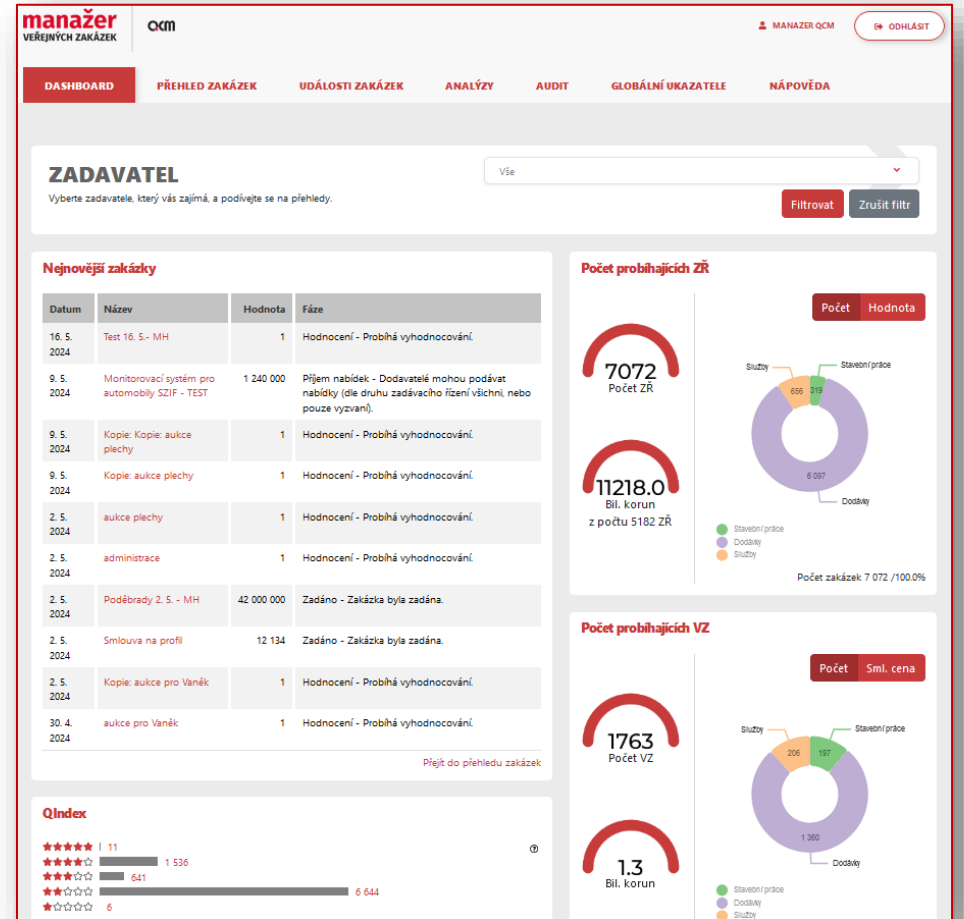 manažer
VEŘEJNÝCH ZAKÁZEK
QCM
MANAZER QCM
ODHLÁSIT
DASHBOARD
PŘEHLED ZAKÁZEK
UDÁLOSTI ZAKÁZEK
ANALÝZY
AUDIT
GLOBÁLNÍ UKAZATELE
NÁPOVĚDA
ZADAVATEL
Vyberte zadavatele, který vás zajímá, a podívejte se na přehledy.
Vše
Filtrovat
Zrušit filtr
Nejnovější zakázky
Datum Název Hodnota Fáze
16. 5. Test 16. 5.- MH 1 Hodnocení - Probíhá vyhodnocování.
2024
9. 5. Monitorovací systém pro 1 240 000 Příjem nabídek - Dodavatelé mohou podávat
2024 automobily SZIF - TEST nabídky (dle druhu zadávacího řízení všichni, nebo
pouze vyzvaní).
9. 5. Kopie: Kopie: aukce 1 Hodnocení - Probíhá vyhodnocování.
2024 plechy
9. 5. Kopie: aukce plechy 1 Hodnocení - Probíhá vyhodnocování.
2024
2. 5. aukce plechy 1 Hodnocení - Probíhá vyhodnocování.
2024
2. 5. administrace 1 Hodnocení - Probíhá vyhodnocování.
2024
2. 5. Poděbrady 2. 5. - MH 42 000 000 Zadáno - Zakázka byla zadána.
2024
2. 5. Smlouva na profil 12 134 Zadáno - Zakázka byla zadána.
2024
2. 5. Kopie: aukce pro Vaněk 1 Hodnocení - Probíhá vyhodnocování.
2024
30. 4. aukce pro Vaněk 1 Hodnocení - Probíhá vyhodnocování.
2024
Přejít do přehledu zakázek
QIndex
11
1 536
641
6 644
6
Počet probíhajících ZŘ
Počet Hodnota
7072
Počet ZŘ
11218.0
Bil. korun
z počtu 5182 ZŘ
Služby
Stavební práce
656
319
6 097
Dodávky
Stavební práce
Dodávky
Služby
Počet zakázek 7 072 /100.0%
Počet probíhajících VZ
Počet Sml. cena
1763
Počet VZ
1.3
Bil. korun
Služby
Stavební práce
206
197
1 360
Dodávky
Stavební práce
Dodávky
Služby